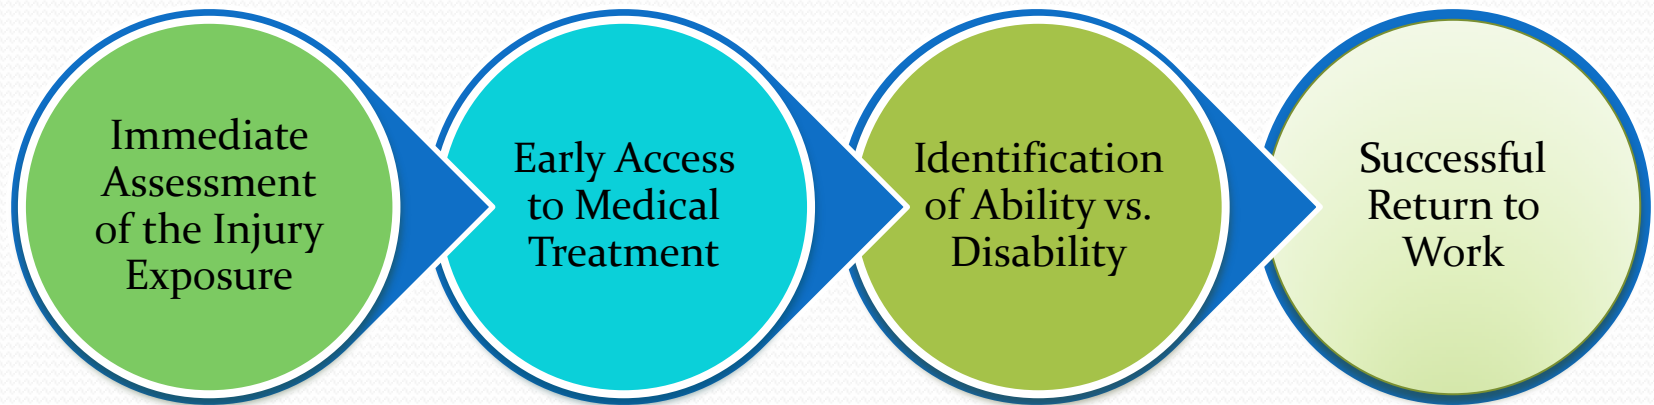 Immediate
Assessment
of the Injury
Exposure
Early Access
to Medical
Treatment
Identification
of Ability vs.
Disability
Successful
Return to
Work